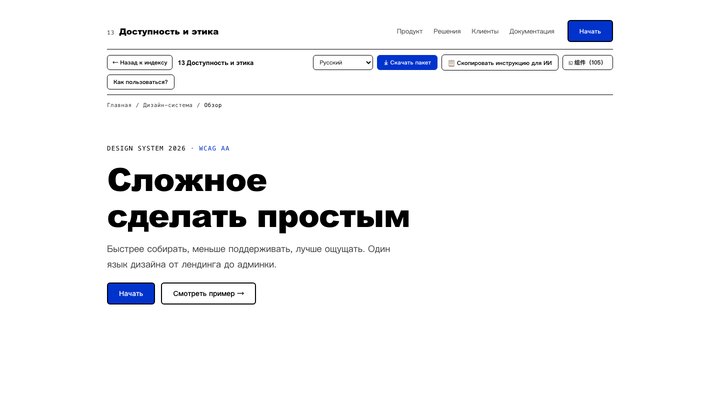 13 Доступность и этика
Продукт Решения Клиенты Документация Начать
← Назад к индексу 13 Доступность и этика Русский ⤓ Скачать пакет 📋 Скопировать инструкцию для ИИ ⧉ 组件 (105)
Как пользоваться?
Главная / Дизайн-система / Обзор
DESIGN SYSTEM 2026 · WCAG AA
Сложное
сделать простым
Быстрее собирать, меньше поддерживать, лучше ощущать. Один
язык дизайна от лендинга до админки.
Начать Смотреть пример →